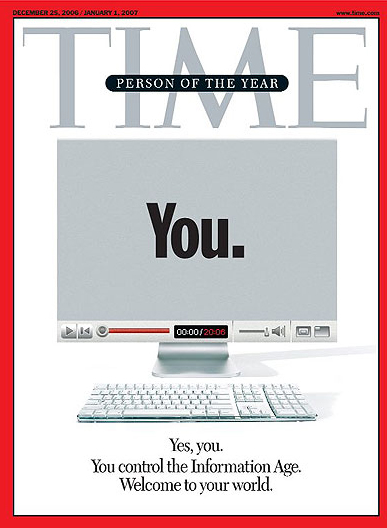 DECEMBER 25, 2006 / JANUARY 1, 2007 www.time.com
TIME
PERSON OF THE YEAR
You.
00:00/20:06
Yes, you.
You control the Information Age.
Welcome to your world.